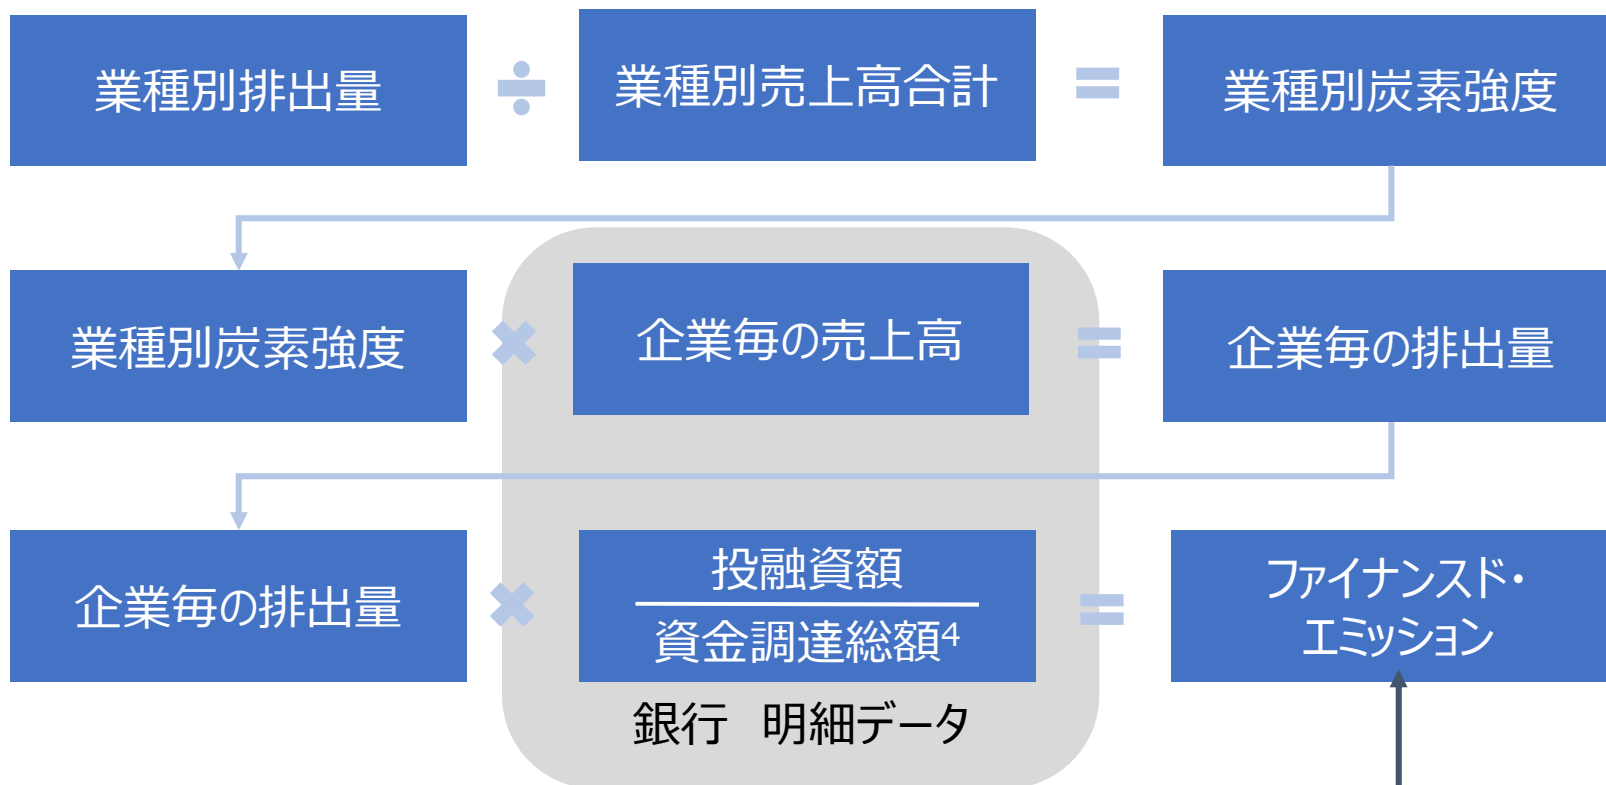 業種別排出量 ÷ 業種別売上高合計 = 業種別炭素強度
業種別炭素強度 × 企業毎の売上高 = 企業毎の排出量
企業毎の排出量 × 投融資額 = ファイナンスド・
資金調達総額4 エミッション
銀行 明細データ